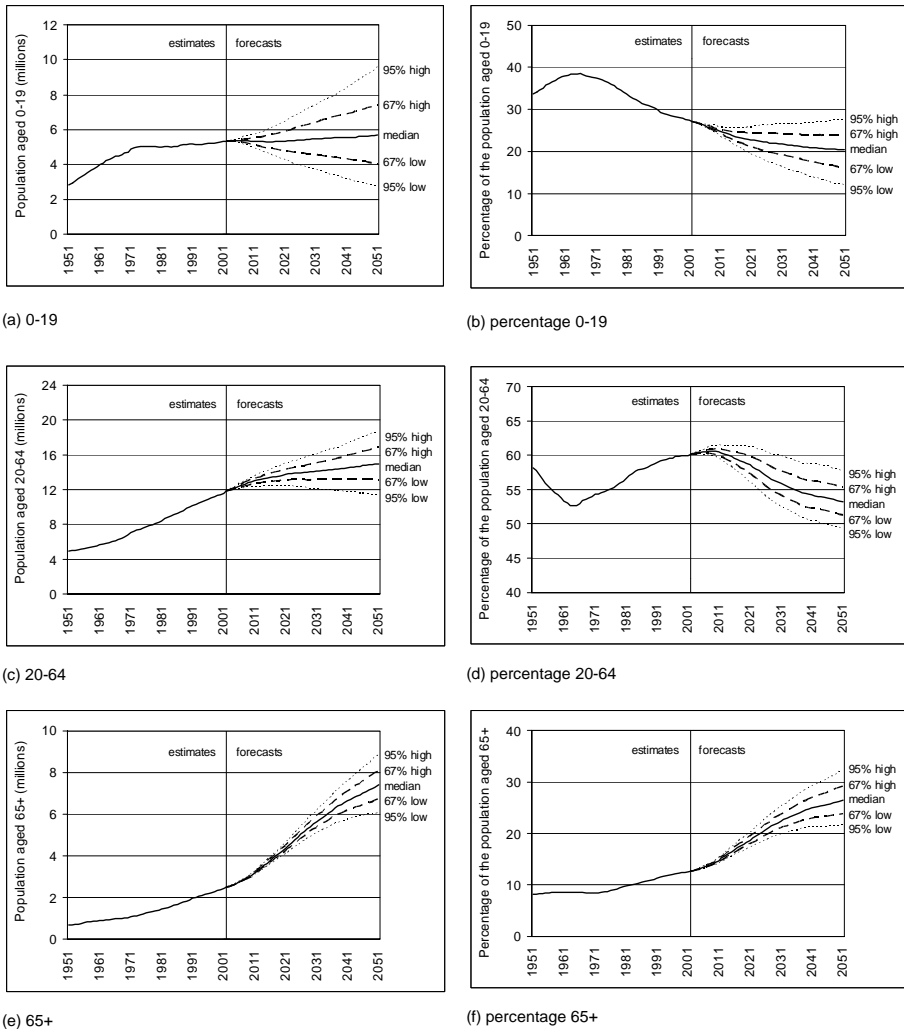 Population aged 0-19 (millions)
12
10
8
6
4
2
0
estimates forecasts
95% high
67% high
median
67% low
95% low
1951 1961 1971 1981 1991 2001 2011 2021 2031 2041 2051
(a) 0-19
Percentage of the population aged 0-19
50
40
30
20
10
0
estimates forecasts
95% high
67% high
median
67% low
95% low
1951 1961 1971 1981 1991 2001 2011 2021 2031 2041 2051
(b) percentage 0-19
Population aged 20-64 (millions)
24
20
16
12
8
4
0
estimates forecasts
95% high
67% high
median
67% low
95% low
1951 1961 1971 1981 1991 2001 2011 2021 2031 2041 2051
(c) 20-64
Percentage of the population aged 20-64
70
65
60
55
50
45
40
estimates forecasts
95% high
67% high
median
67% low
95% low
1951 1961 1971 1981 1991 2001 2011 2021 2031 2041 2051
(d) percentage 20-64
Population aged 65+ (millions)
10
8
6
4
2
0
estimates forecasts
95% high
67% high
median
67% low
95% low
1951 1961 1971 1981 1991 2001 2011 2021 2031 2041 2051
(e) 65+
Percentage of the population aged 65+
40
30
20
10
0
estimates forecasts
95% high
67% high
median
67% low
95% low
1951 1961 1971 1981 1991 2001 2011 2021 2031 2041 2051
(f) percentage 65+